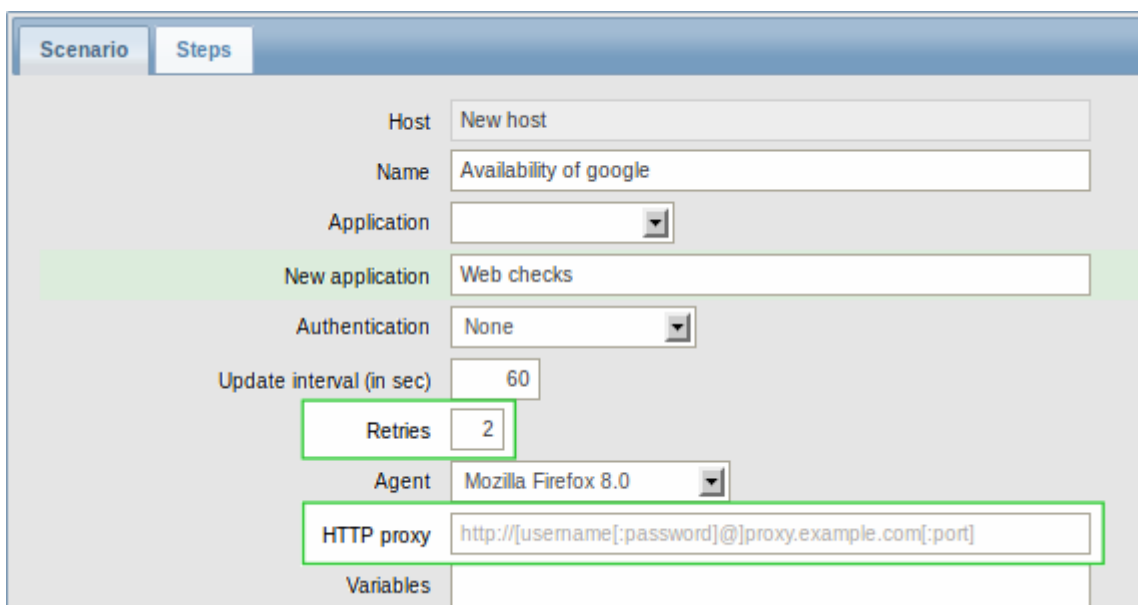 Scenario Steps
Host New host
Name Availability of google
Application
New application Web checks
Authentication None
Update interval (in sec) 60
Retries 2
Agent Mozilla Firefox 8.0
HTTP proxy http://[username[:password]@]proxy.example.com[:port]
Variables